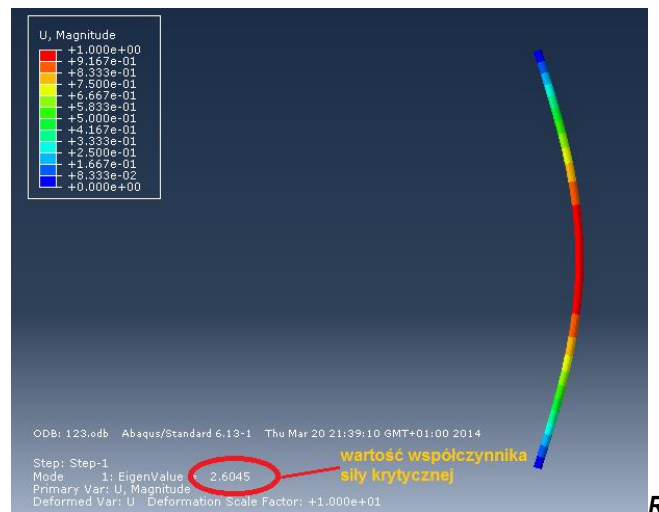 U, Magnitude
+1.000e+00
+9.167e-01
+8.333e-01
+7.500e-01
+6.667e-01
+5.833e-01
+5.000e-01
+4.167e-01
+3.333e-01
+2.500e-01
+1.667e-01
+8.333e-02
+0.000e+00
ODB: 123.odb Abaqus/Standard 6.13-1 Thu Mar 20 21:39:10 GMT+01:00 2014
wartość współczynnika
siły krytycznej
Step: Step-1
Mode 1: EigenValue = 2.6045
Primary Var: U, Magnitude
Deformed Var: U Deformation Scale Factor: +1.000e+01
R